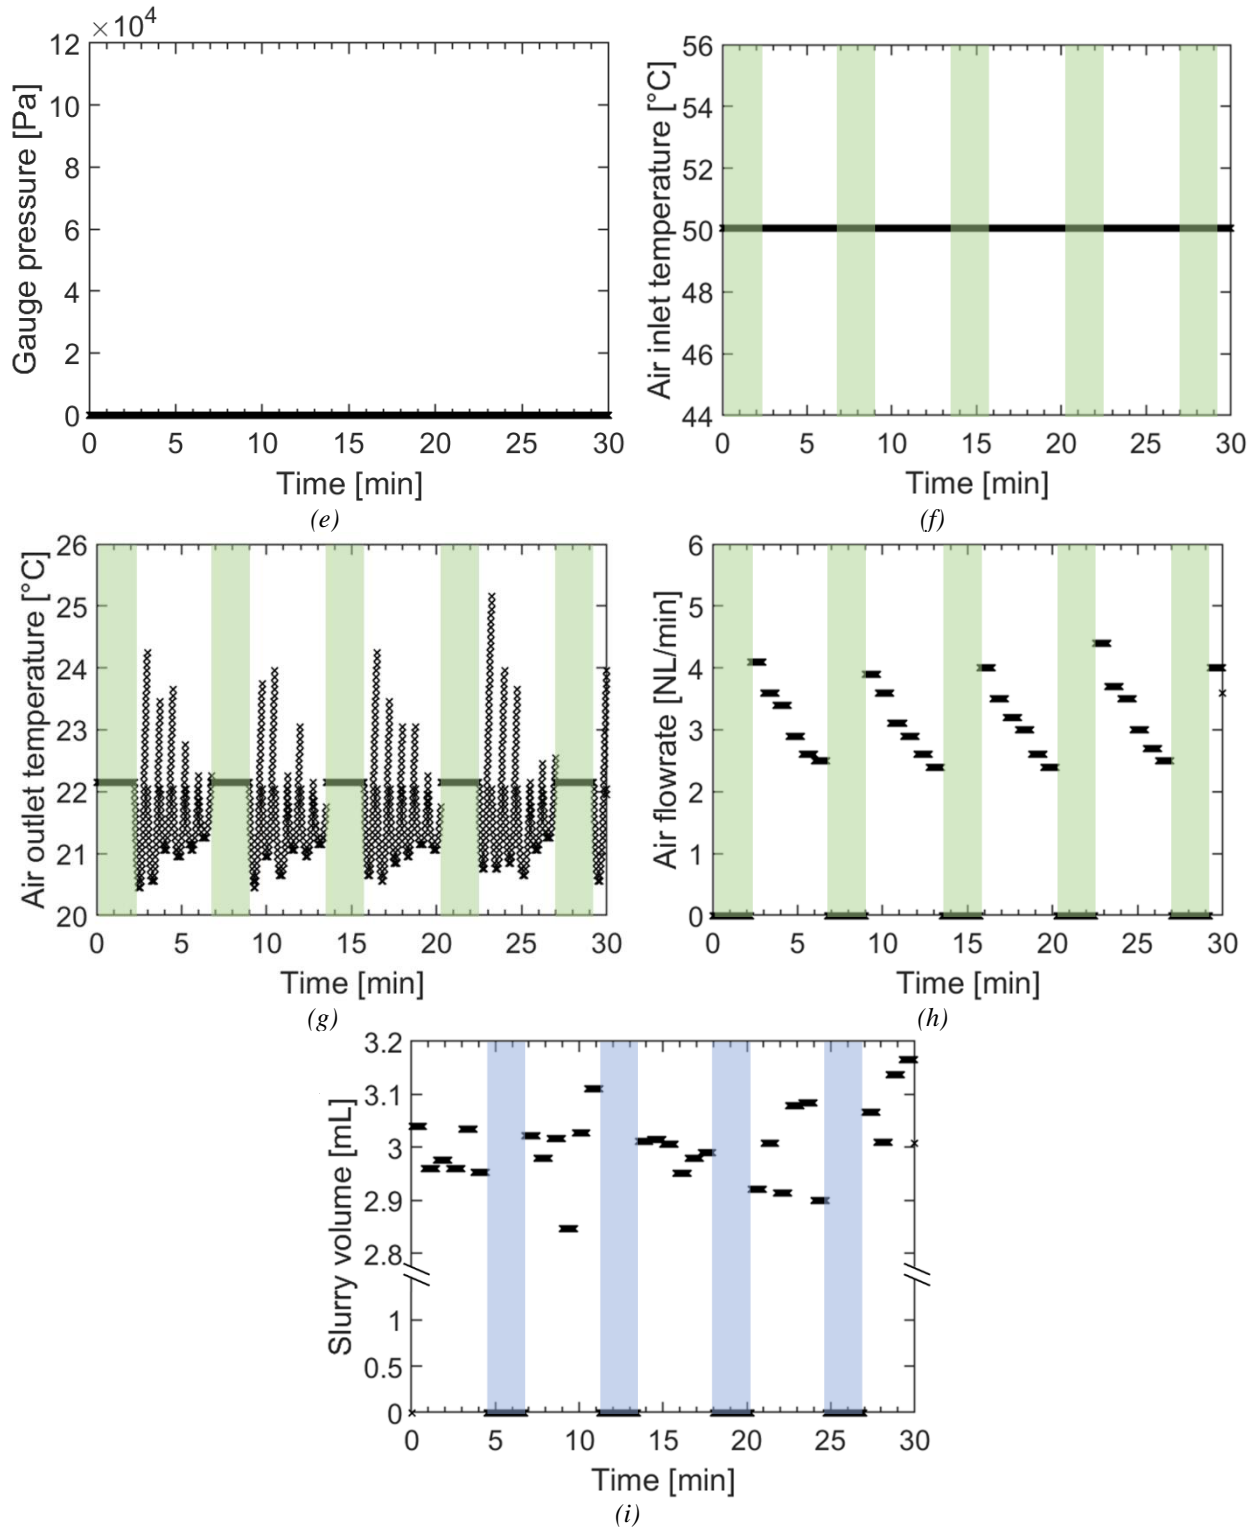 ×10⁴
12
10
8
6
4
2
0
Gauge pressure [Pa]
0 5 10 15 20 25 30
Time [min]
(e)
56
54
52
50
48
46
44
Air inlet temperature [°C]
0 5 10 15 20 25 30
Time [min]
(f)
26
25
24
23
22
21
20
Air outlet temperature [°C]
0 5 10 15 20 25 30
Time [min]
(g)
6
5
4
3
2
1
0
Air flowrate [NL/min]
0 5 10 15 20 25 30
Time [min]
(h)
3.2
3.1
3
2.9
2.8
1
0.5
0
Slurry volume [mL]
0 5 10 15 20 25 30
Time [min]
(i)